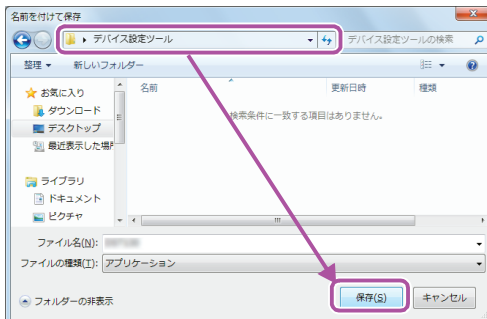 名前を付けて保存
デバイス設定ツール
デバイス設定ツールの検索
整理 新しいフォルダー
お気に入り
ダウンロード
デスクトップ
最近表示した場所
ライブラリ
ドキュメント
ピクチャ
名前 更新日時 種類
検索条件に一致する項目はありません。
ファイル名(N):
ファイルの種類(T): アプリケーション
フォルダーの非表示
保存(S) キャンセル